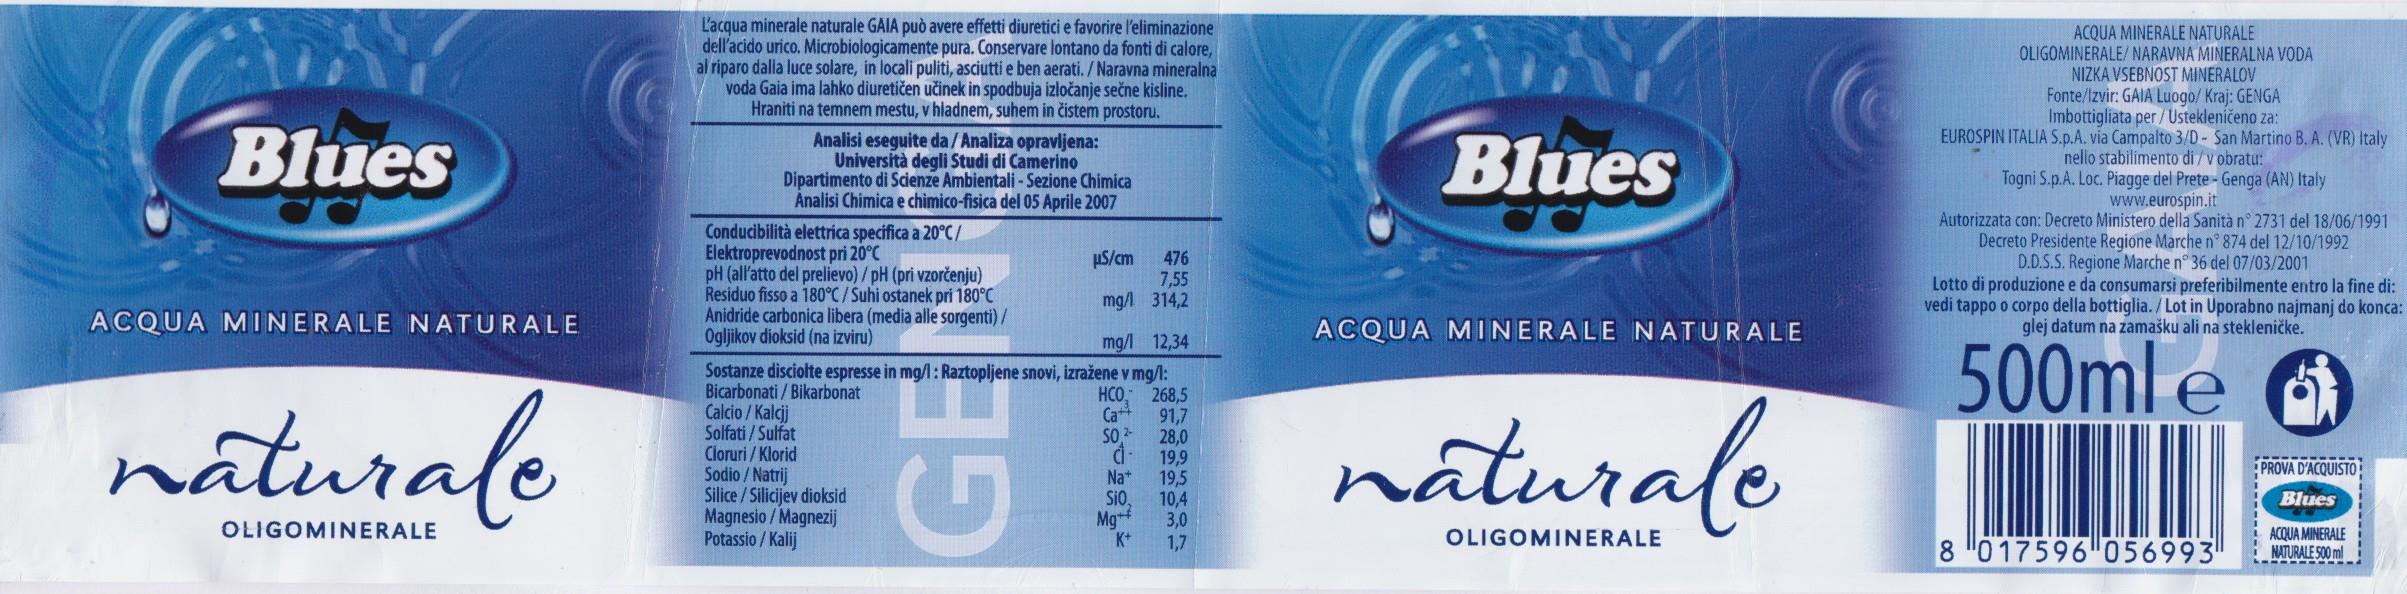 Blues
ACQUA MINERALE NATURALE
naturale
OLIGOMINERALE
L'acqua minerale naturale GAIA può avere effetti diuretici e favorire l'eliminazione
dell'acido urico. Microbiologicamente pura. Conservare lontano da fonti di calore,
al riparo dalla luce solare, in locali puliti, asciutti e ben aerati. / Naravna mineralna
voda Gaia ima lahko diuretičen učinek in spodbuja izločanje sečne kisline.
Hraniti na temnem mestu, v hladnem, suhem in čistem prostoru.
Analisi eseguite da / Analiza opravljena:
Università degli Studi di Camerino
Dipartimento di Scienze Ambientali - Sezione Chimica
Analisi Chimica e chimico-fisica del 05 Aprile 2007
Conducibilità elettrica specifica a 20°C /
Elektroprevodnost pri 20°C µS/cm 476
pH (all'atto del prelievo) / pH (pri vzorčenju) 7,55
Residuo fisso a 180°C / Suhi ostanek pri 180°C mg/l 314,2
Anidride carbonica libera (media alle sorgenti) /
Ogljikov dioksid (na izviru) mg/l 12,34
Sostanze disciolte espresse in mg/l : Raztopljene snovi, izražene v mg/l:
Bicarbonati / Bikarbonat HCO3- 268,5
Calcio / Kalcij Ca++ 91,7
Solfati / Sulfat SO4 2- 28,0
Cloruri / Klorid Cl- 19,9
Sodio / Natrij Na+ 19,5
Silice / Silicijev dioksid SiO2 10,4
Magnesio / Magnezij Mg++ 3,0
Potassio / Kalij K+ 1,7
Blues
ACQUA MINERALE NATURALE
naturale
OLIGOMINERALE
ACQUA MINERALE NATURALE
OLIGOMINERALE/ NARAVNA MINERALNA VODA
NIZKA VSEBNOST MINERALOV
Fonte/Izvir: GAIA Luogo/ Kraj: GENGA
Imbottigliata per / Ustekleničeno za:
EUROSPIN ITALIA S.p.A. via Campalto 3/D - San Martino B. A. (VR) Italy
nello stabilimento di / v obratu:
Togni S.p.A. Loc. Piagge del Prete - Genga (AN) Italy
www.eurospin.it
Autorizzata con: Decreto Ministero della Sanità n° 2731 del 18/06/1991
Decreto Presidente Regione Marche n° 874 del 12/10/1992
D.D.S.S. Regione Marche n° 36 del 07/03/2001
Lotto di produzione e da consumarsi preferibilmente entro la fine di:
vedi tappo o corpo della bottiglia. / Lot in Uporabno najmanj do konca:
glej datum na zamašku ali na stekleničke.
500ml e
8 017596 056993
PROVA D'ACQUISTO
Blues
ACQUA MINERALE
NATURALE 500 ml